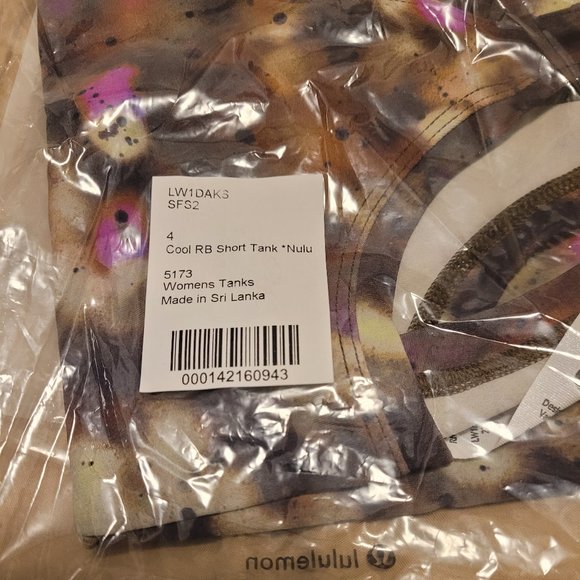 LW1DAKS
SFS2
4
Cool RB Short Tank *Nulu
5173
Womens Tanks
Made in Sri Lanka
000142160943
lululemon